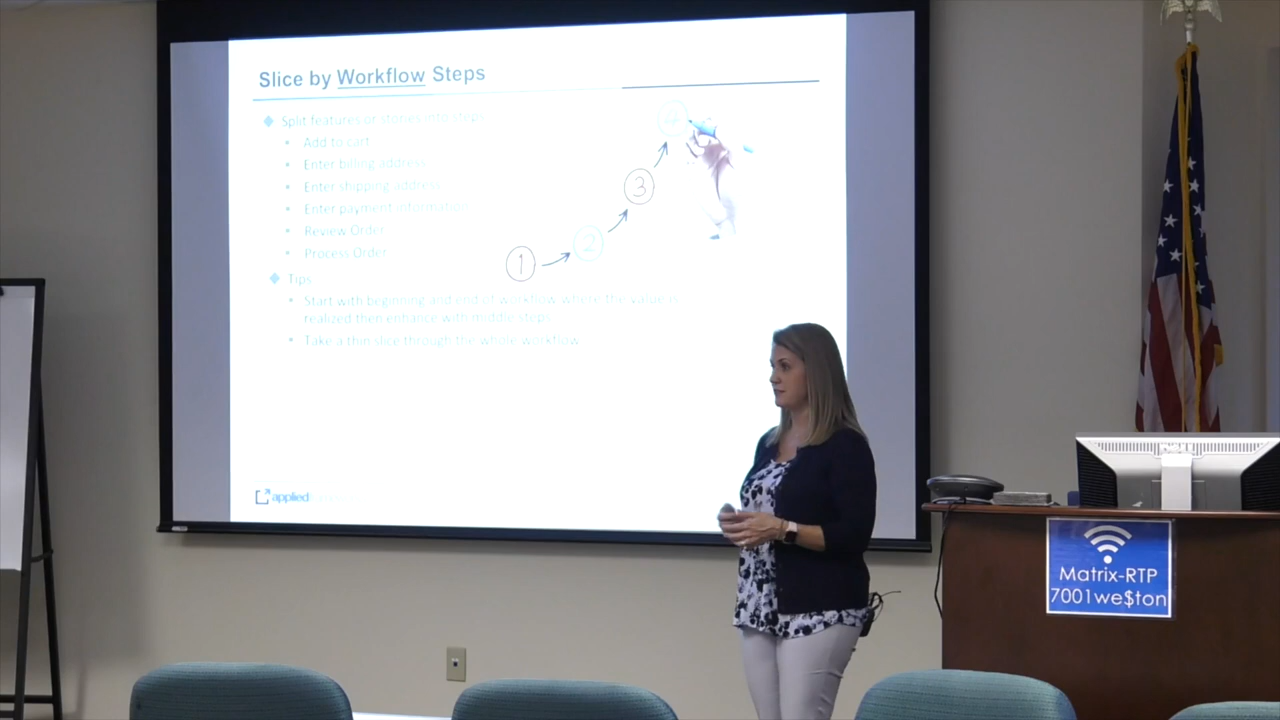 Slice by Workflow Steps
Split features or stories into steps
Add to cart
Enter billing address
Enter shipping address
Enter payment information
Review Order
Process Order
Tips
Start with beginning and end of workflow where the value is
realized then enhance with middle steps
Take a thin slice through the whole workflow
1
2
3
4
applied
Matrix-RTP
7001we$ton